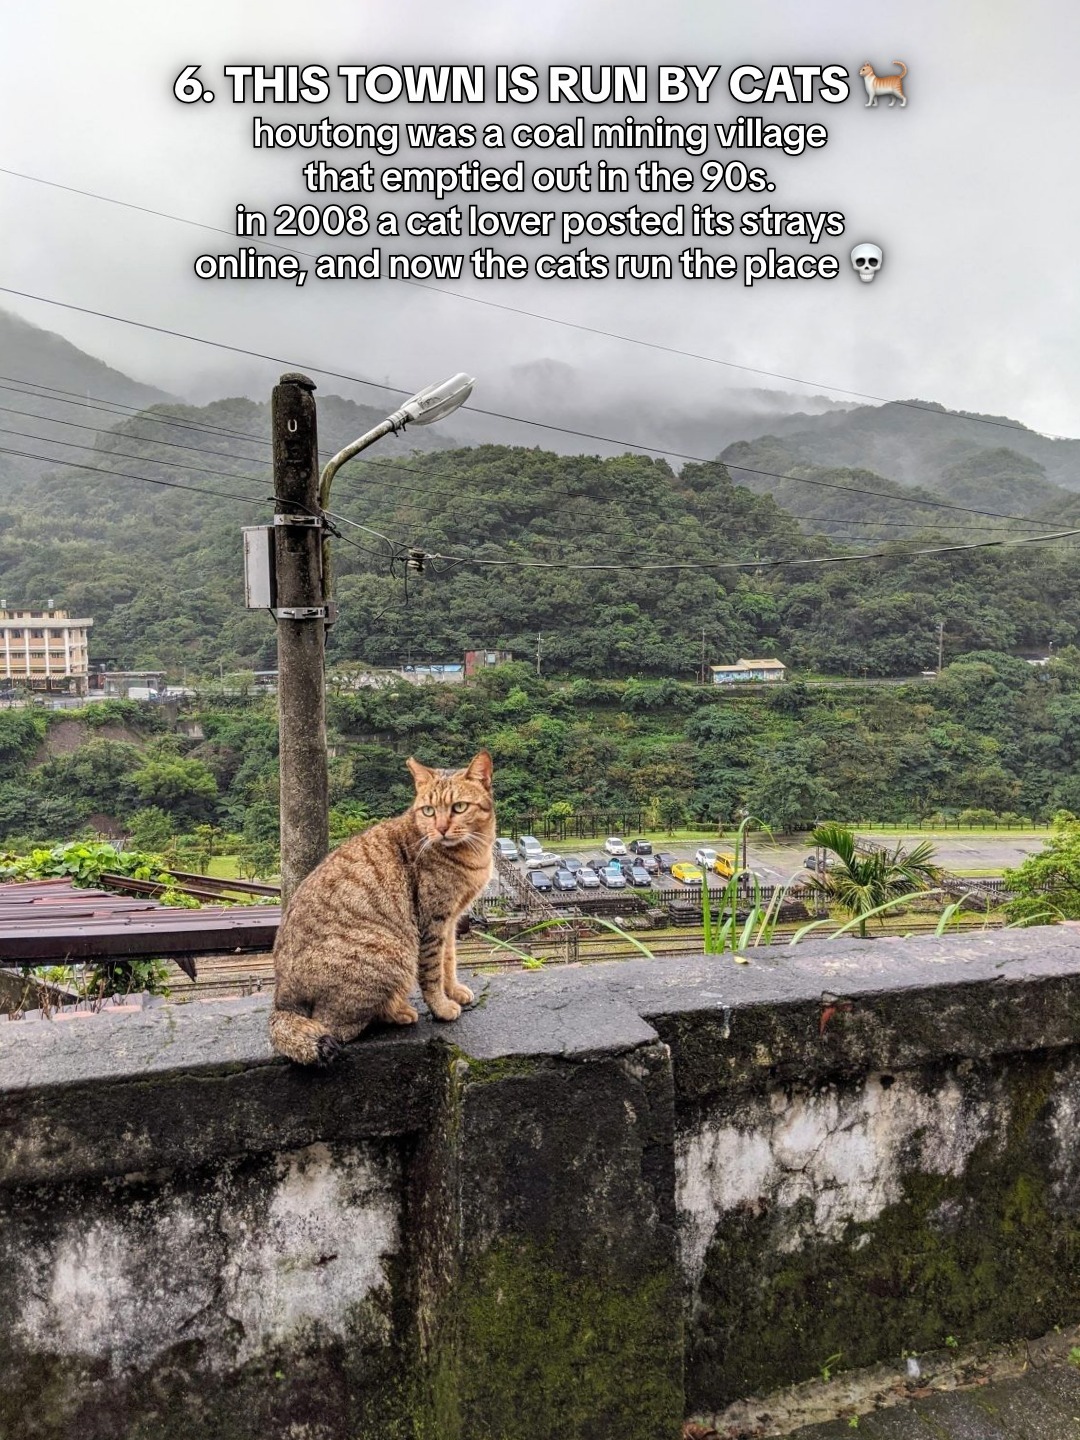 6. THIS TOWN IS RUN BY CATS🐈
houtong was a coal mining village
that emptied out in the 90s.
in 2008 a cat lover posted its strays
online, and now the cats run the place 💀